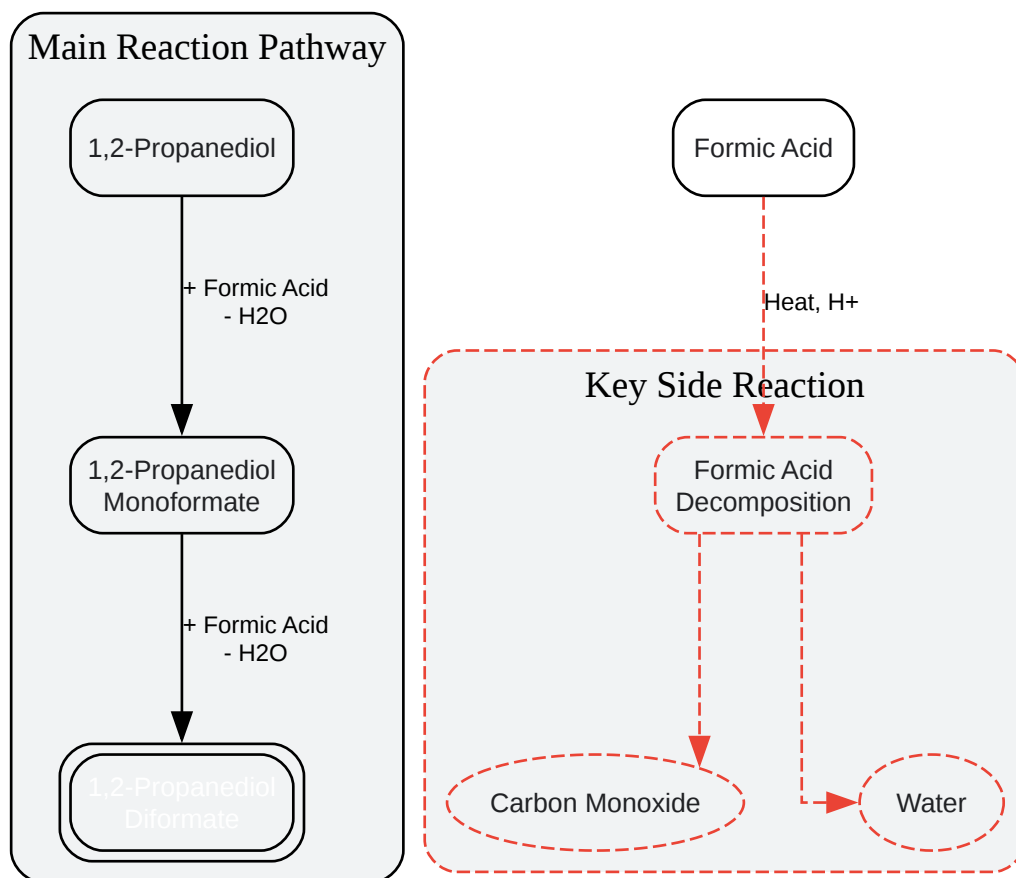 Main Reaction Pathway
1,2-Propanediol
+ Formic Acid
- H2O
1,2-Propanediol
Monoformate
+ Formic Acid
- H2O
1,2-Propanediol
Diformate
Formic Acid
Heat, H+
Key Side Reaction
Formic Acid
Decomposition
Carbon Monoxide
Water